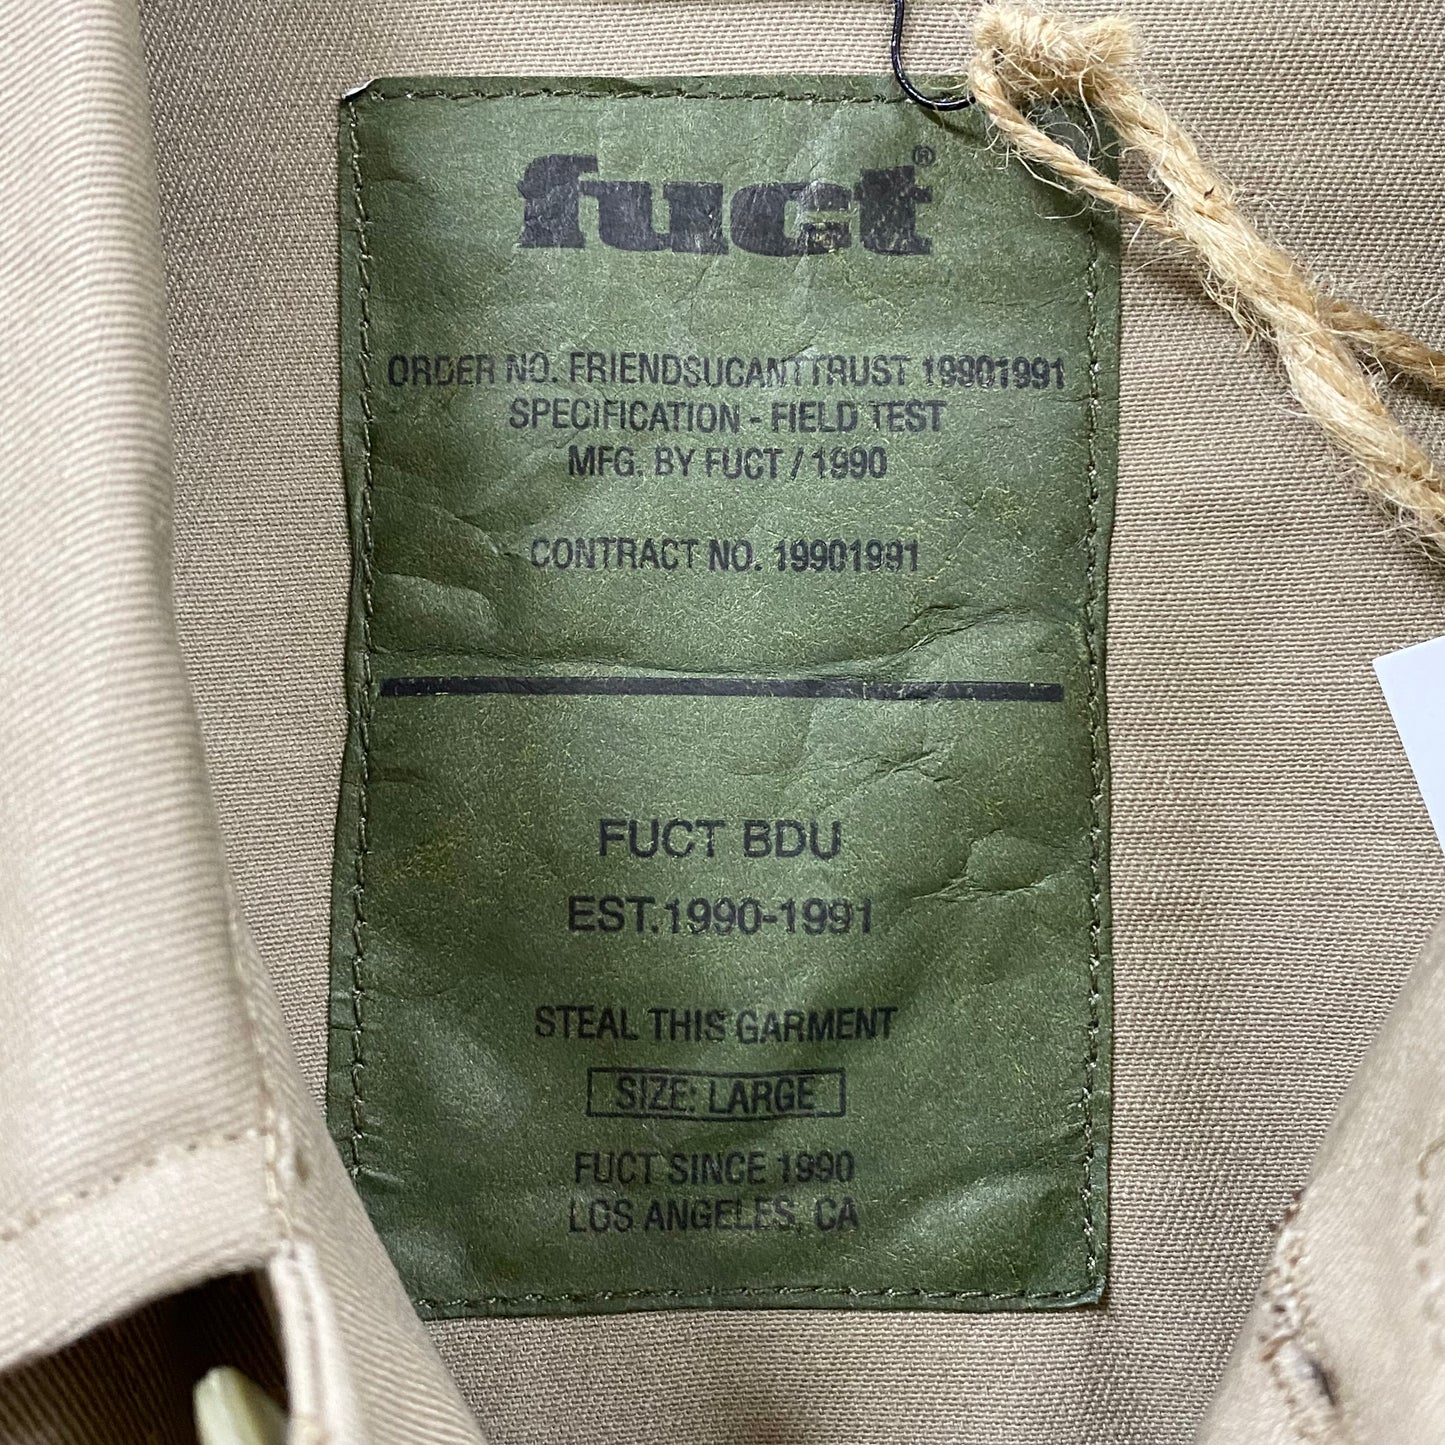 fuct®
ORDER NO. FRIENDSUCANTTRUST 19901991
SPECIFICATION - FIELD TEST
MFG. BY FUCT / 1990
CONTRACT NO. 19901991
FUCT BDU
EST.1990-1991
STEAL THIS GARMENT
SIZE: LARGE
FUCT SINCE 1990
LOS ANGELES, CA